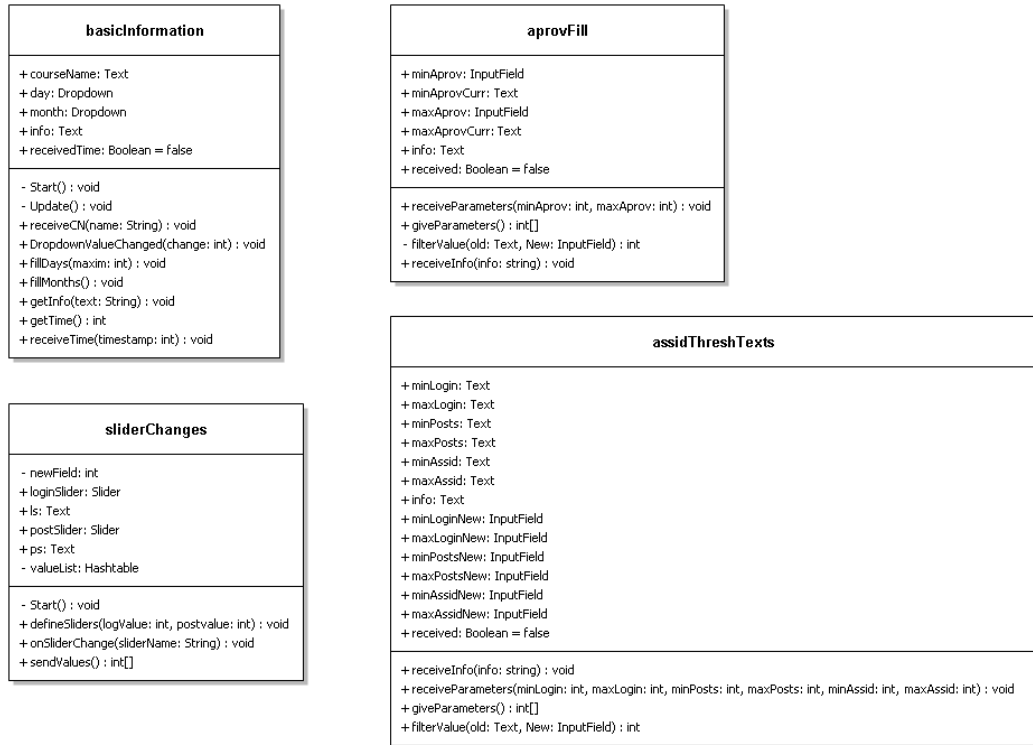 basicInformation
+ courseName: Text
+ day: Dropdown
+ month: Dropdown
+ info: Text
+ receivedTime: Boolean = false
- Start() : void
- Update() : void
+ receiveCN(name: String) : void
+ DropdownValueChanged(change: int) : void
+ fillDays(maxim: int) : void
+ fillMonths() : void
+ getInfo(text: String) : void
+ getTime() : int
+ receiveTime(timestamp: int) : void
aprovFill
+ minAprov: InputField
+ minAprovCurr: Text
+ maxAprov: InputField
+ maxAprovCurr: Text
+ info: Text
+ received: Boolean = false
+ receiveParameters(minAprov: int, maxAprov: int) : void
+ giveParameters() : int[]
- filterValue(old: Text, New: InputField) : int
+ receiveInfo(info: string) : void
sliderChanges
- newField: int
+ loginSlider: Slider
+ ls: Text
+ postSlider: Slider
+ ps: Text
- valueList: Hashtable
- Start() : void
+ defineSliders(logValue: int, postvalue: int) : void
+ onSliderChange(sliderName: String) : void
+ sendValues() : int[]
assidThreshTexts
+ minLogin: Text
+ maxLogin: Text
+ minPosts: Text
+ maxPosts: Text
+ minAssid: Text
+ maxAssid: Text
+ info: Text
+ minLoginNew: InputField
+ maxLoginNew: InputField
+ minPostsNew: InputField
+ maxPostsNew: InputField
+ minAssidNew: InputField
+ maxAssidNew: InputField
+ received: Boolean = false
+ receiveInfo(info: string) : void
+ receiveParameters(minLogin: int, maxLogin: int, minPosts: int, maxPosts: int, minAssid: int, maxAssid: int) : void
+ giveParameters() : int[]
+ filterValue(old: Text, New: InputField) : int